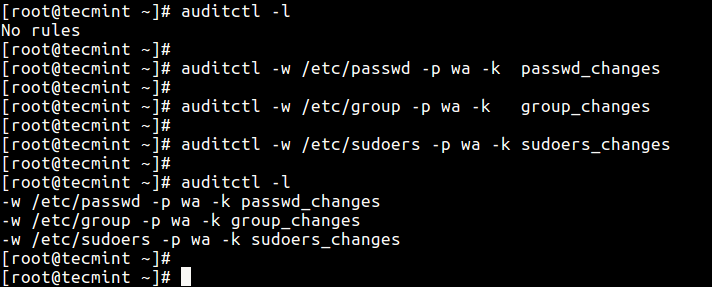 [root@tecmint ~]# auditctl -l
No rules
[root@tecmint ~]#
[root@tecmint ~]# auditctl -w /etc/passwd -p wa -k  passwd_changes
[root@tecmint ~]#
[root@tecmint ~]# auditctl -w /etc/group -p wa -k   group_changes
[root@tecmint ~]#
[root@tecmint ~]# auditctl -w /etc/sudoers -p wa -k sudoers_changes
[root@tecmint ~]#
[root@tecmint ~]# auditctl -l
-w /etc/passwd -p wa -k passwd_changes
-w /etc/group -p wa -k group_changes
-w /etc/sudoers -p wa -k sudoers_changes
[root@tecmint ~]#
[root@tecmint ~]#